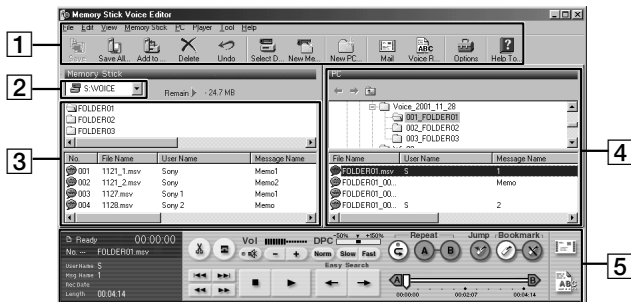 Memory Stick Voice Editor
File Edit View Memory Stick PC Player Tool Help
1
Save Save All... Add to ... Delete Undo Select D... New Me... New PC... Mail Voice R... Options Help To...
Memory Stick
PC
2
S:\VOICE Remain - 24.7 MB
FOLDER01
FOLDER02
FOLDER03
Voice_2001_11_28
001_FOLDER01
002_FOLDER02
003_FOLDER03
3
4
No. File Name User Name Message Name
001 1121_1.msv Sony Memo1
002 1121_2.msv Sony Memo2
003 1127.msv Sony 1 Memo1
004 1128.msv Sony 2 Memo
File Name User Name Message Name
FOLDER01.msv S 1
FOLDER01_00... Memo
FOLDER01_00...
FOLDER01_00... S 2
Ready 00:00:00
No. --- FOLDER01.msv
UserName S
Msg Name 1
Rec Date
Length 00:04:14
Vol
DPC -50% +150%
Norm Slow Fast
Easy Search
Repeat Jump Bookmark
A B
A B
00:00:00 00:02:07 00:04:14
ABC
5